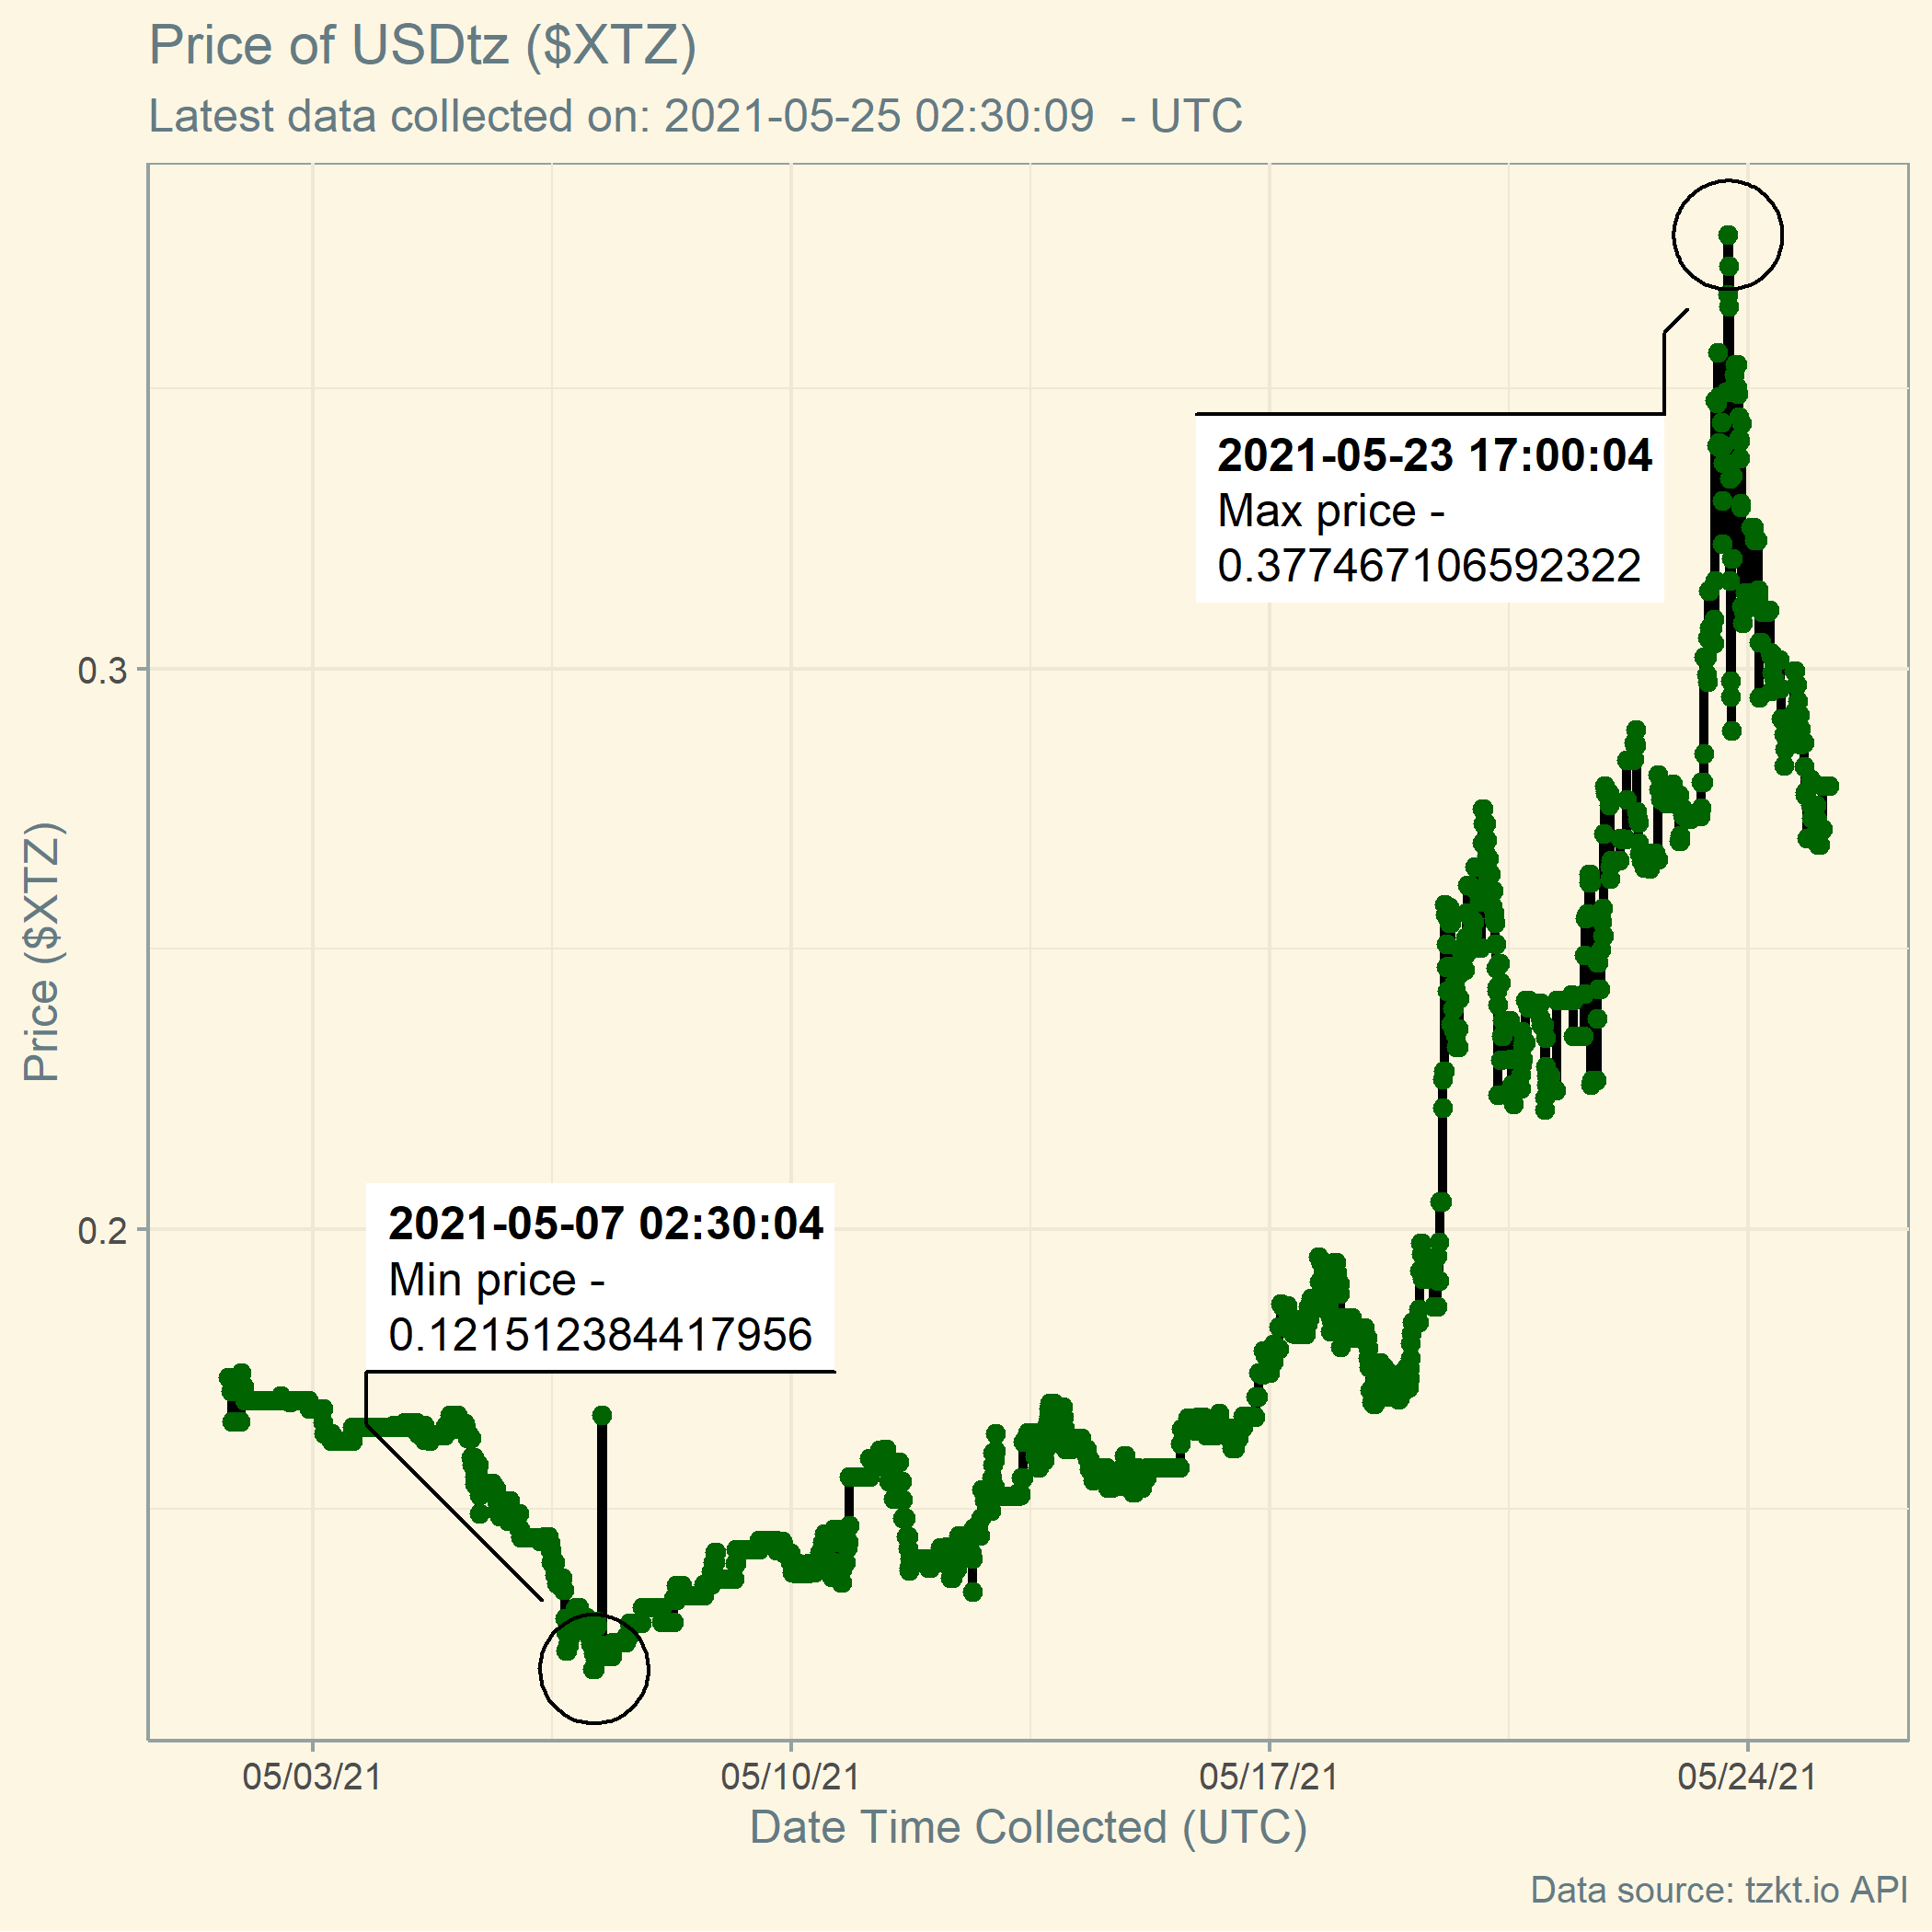 Price of USDtz ($XTZ)
Latest data collected on: 2021-05-25 02:30:09  - UTC
2021-05-23 17:00:04
Max price -
0.377467106592322
0.3
Price ($XTZ)
0.2
2021-05-07 02:30:04
Min price -
0.121512384417956
05/03/21
05/10/21
05/17/21
05/24/21
Date Time Collected (UTC)
Data source: tzkt.io API